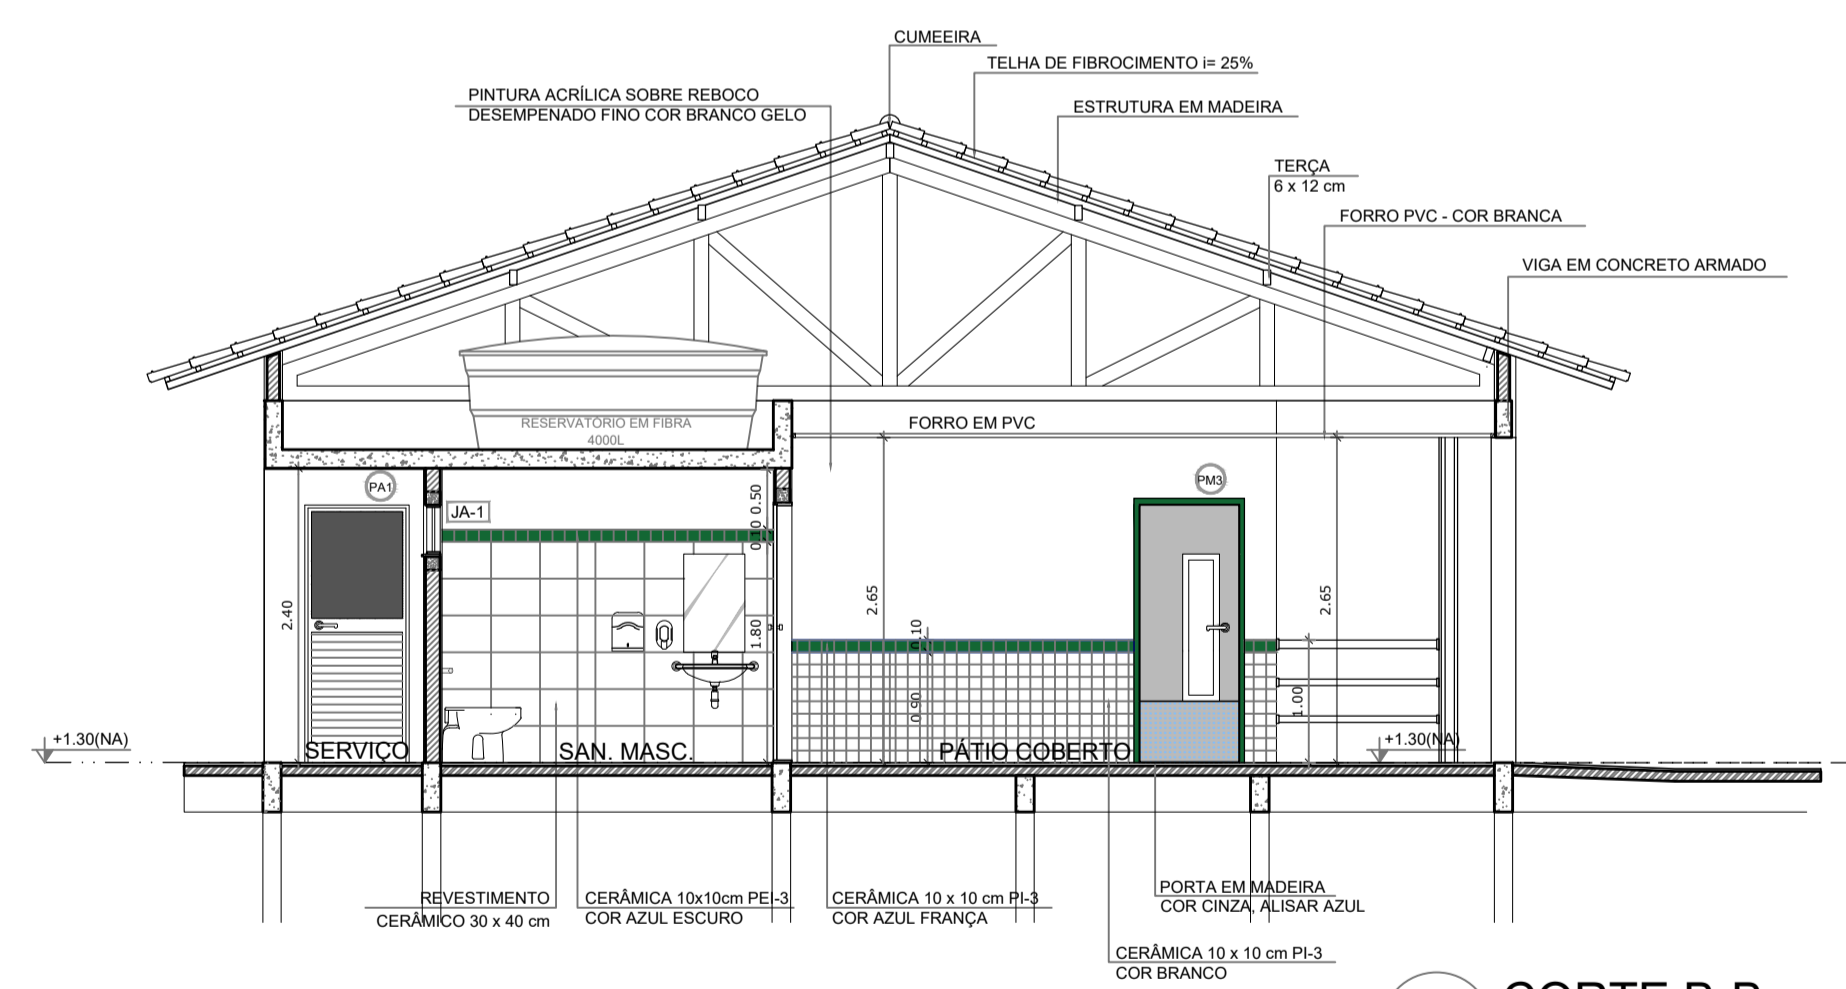 CUMEEIRA
TELHA DE FIBROCIMENTO i= 25%
PINTURA ACRÍLICA SOBRE REBOCO
DESEMPENADO FINO COR BRANCO GELO
ESTRUTURA EM MADEIRA
TERÇA
6 x 12 cm
FORRO PVC - COR BRANCA
VIGA EM CONCRETO ARMADO
RESERVATÓRIO EM FIBRA
4000L
FORRO EM PVC
PA1
JA-1
PM3
0.50
0.10
2.40
1.80
2.65
0.10
0.90
2.65
1.00
+1.30(NA)
SERVIÇO
SAN. MASC.
PÁTIO COBERTO
+1.30(NA)
REVESTIMENTO
CERÂMICO 30 x 40 cm
CERÂMICA 10x10cm PEI-3
COR AZUL ESCURO
CERÂMICA 10 x 10 cm PI-3
COR AZUL FRANÇA
PORTA EM MADEIRA
COR CINZA, ALISAR AZUL
CERÂMICA 10 x 10 cm PI-3
COR BRANCO
CORTE B-B